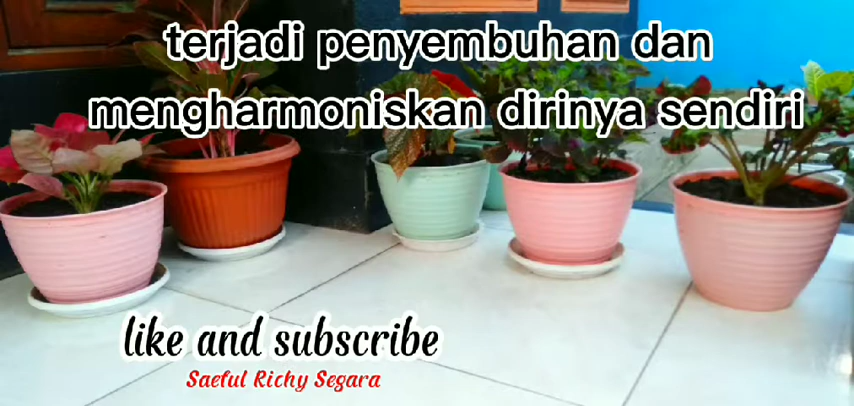 terjadi penyembuhan dan
mengharmoniskan dirinya sendiri
like and subscribe
Saeful Richy Segara